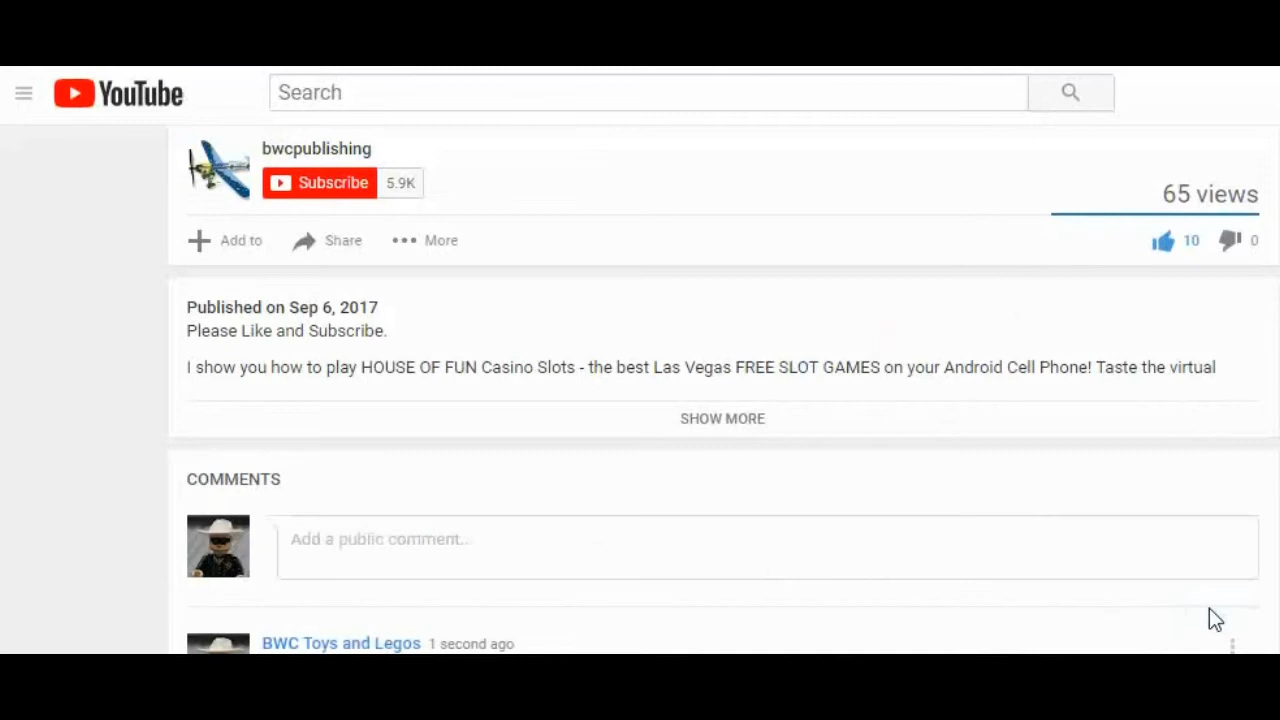 YouTube
Search
bwcpublishing
Subscribe 5.9K
65 views
Add to Share More
10 0
Published on Sep 6, 2017
Please Like and Subscribe.
I show you how to play HOUSE OF FUN Casino Slots - the best Las Vegas FREE SLOT GAMES on your Android Cell Phone! Taste the virtual
SHOW MORE
COMMENTS
Add a public comment...
BWC Toys and Legos 1 second ago